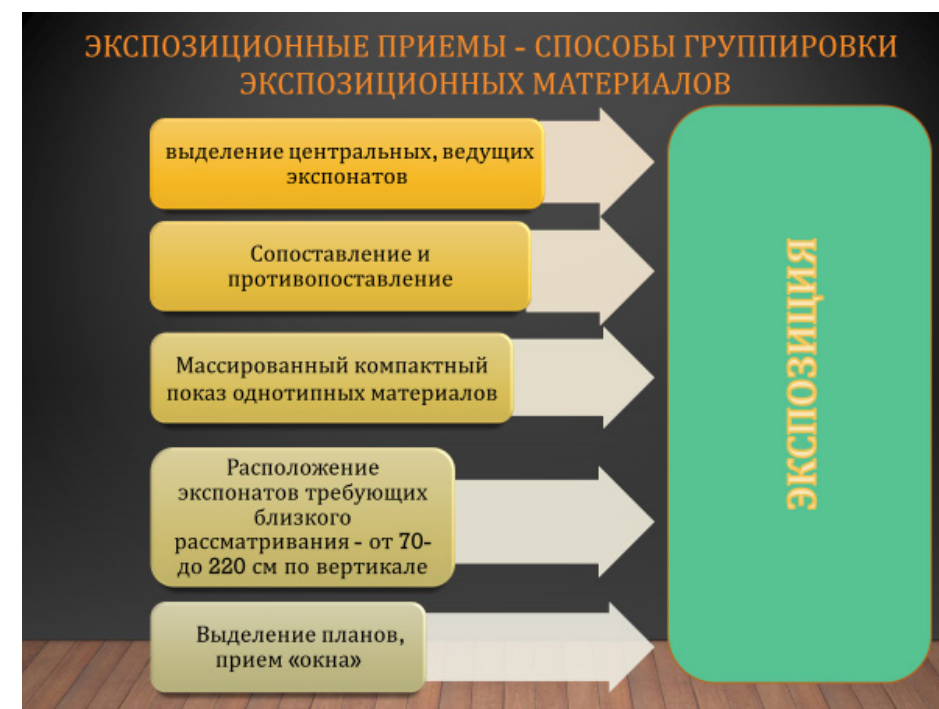 ЭКСПОЗИЦИОННЫЕ ПРИЕМЫ - СПОСОБЫ ГРУППИРОВКИ
ЭКСПОЗИЦИОННЫХ МАТЕРИАЛОВ
выделение центральных, ведущих
экспонатов
Сопоставление и
противопоставление
Массированный компактный
показ однотипных материалов
Расположение
экспонатов требующих
близкого
рассматривания - от 70-
до 220 см по вертикале
Выделение планов,
прием «окна»
ЭКСПОЗИЦИЯ